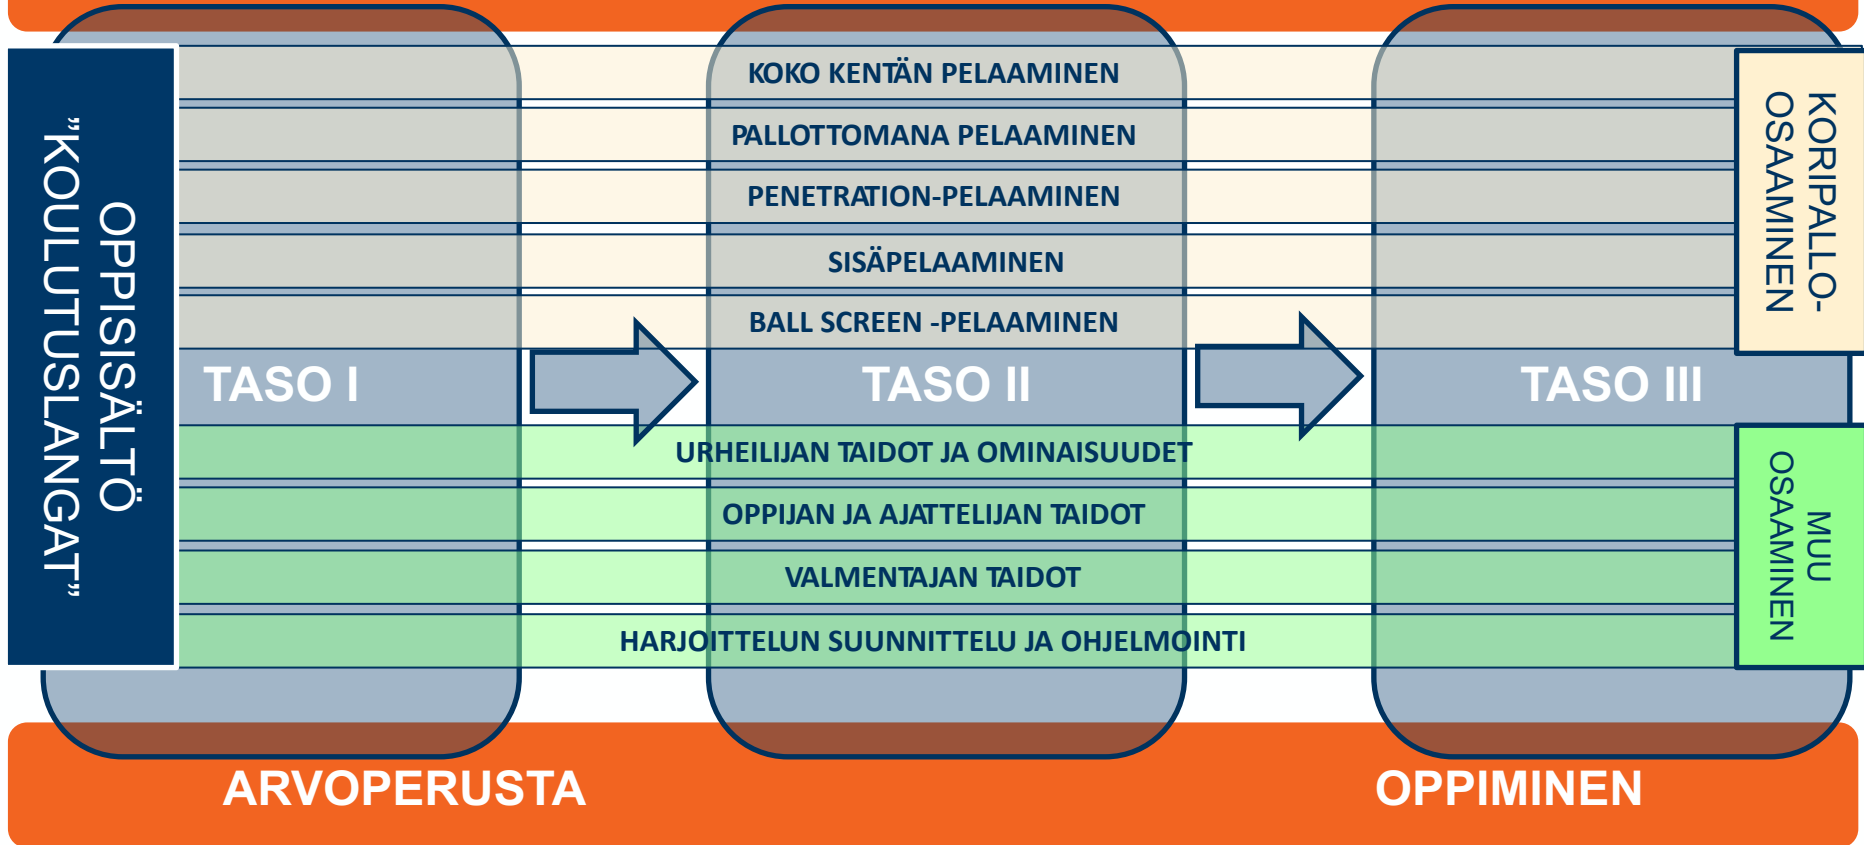 OPPISISÄLTÖ
”KOULUTUSLANGAT”
KOKO KENTÄN PELAAMINEN
PALLOTTOMANA PELAAMINEN
PENETRATION-PELAAMINEN
SISÄPELAAMINEN
BALL SCREEN -PELAAMINEN
KORIPALLO-
OSAAMINEN
TASO I
TASO II
TASO III
URHEILIJAN TAIDOT JA OMINAISUUDET
OPPIJAN JA AJATTELIJAN TAIDOT
VALMENTAJAN TAIDOT
HARJOITTELUN SUUNNITTELU JA OHJELMOINTI
MUU
OSAAMINEN
ARVOPERUSTA
OPPIMINEN